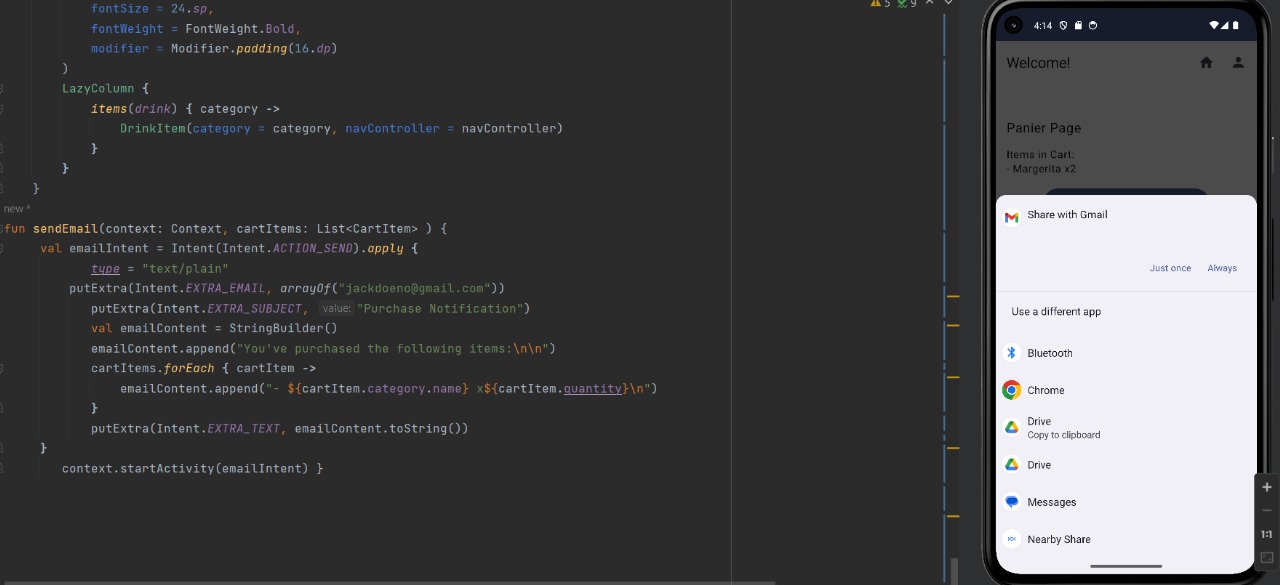 fontSize = 24.sp,
fontWeight = FontWeight.Bold,
modifier = Modifier.padding(16.dp)
)
LazyColumn {
items(drink) { category ->
DrinkItem(category = category, navController = navController)
}
}
}
new *
fun sendEmail(context: Context, cartItems: List<CartItem> ) {
val emailIntent = Intent(Intent.ACTION_SEND).apply {
type = "text/plain"
putExtra(Intent.EXTRA_EMAIL, arrayOf("jackdoeno@gmail.com"))
putExtra(Intent.EXTRA_SUBJECT, value: "Purchase Notification")
val emailContent = StringBuilder()
emailContent.append("You've purchased the following items:\n\n")
cartItems.forEach { cartItem ->
emailContent.append("- ${cartItem.category.name} x${cartItem.quantity}\n")
}
putExtra(Intent.EXTRA_TEXT, emailContent.toString())
}
context.startActivity(emailIntent) }
5 9
4:14
Welcome!
Panier Page
Items in Cart:
- Margerita x2
Share with Gmail
Just once Always
Use a different app
Bluetooth
Chrome
Drive
Copy to clipboard
Drive
Messages
Nearby Share
1:1